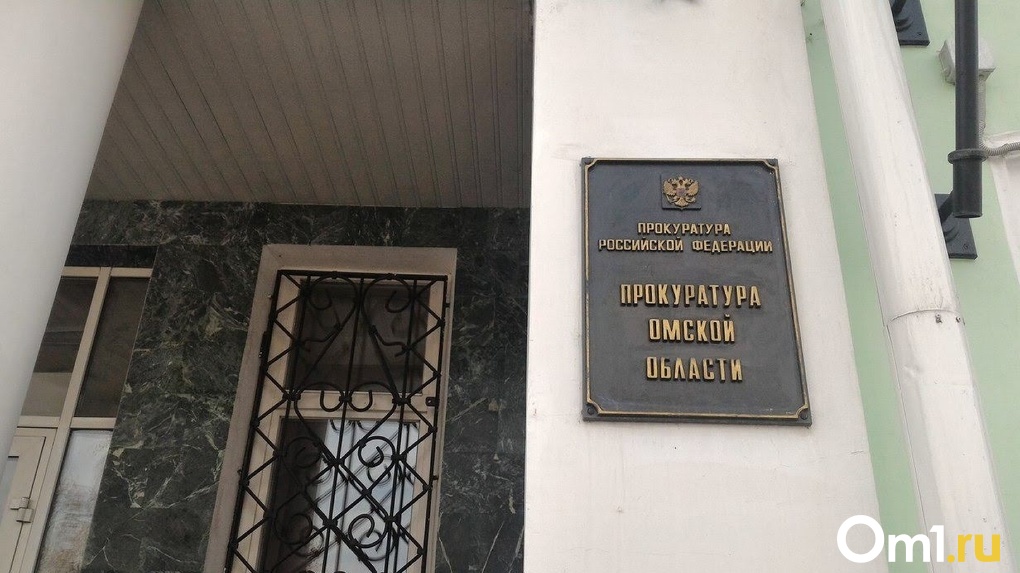 ПРОКУРАТУРА
РОССИЙСКОЙ ФЕДЕРАЦИИ
ПРОКУРАТУРА
ОМСКОЙ
ОБЛАСТИ
Om1.ru